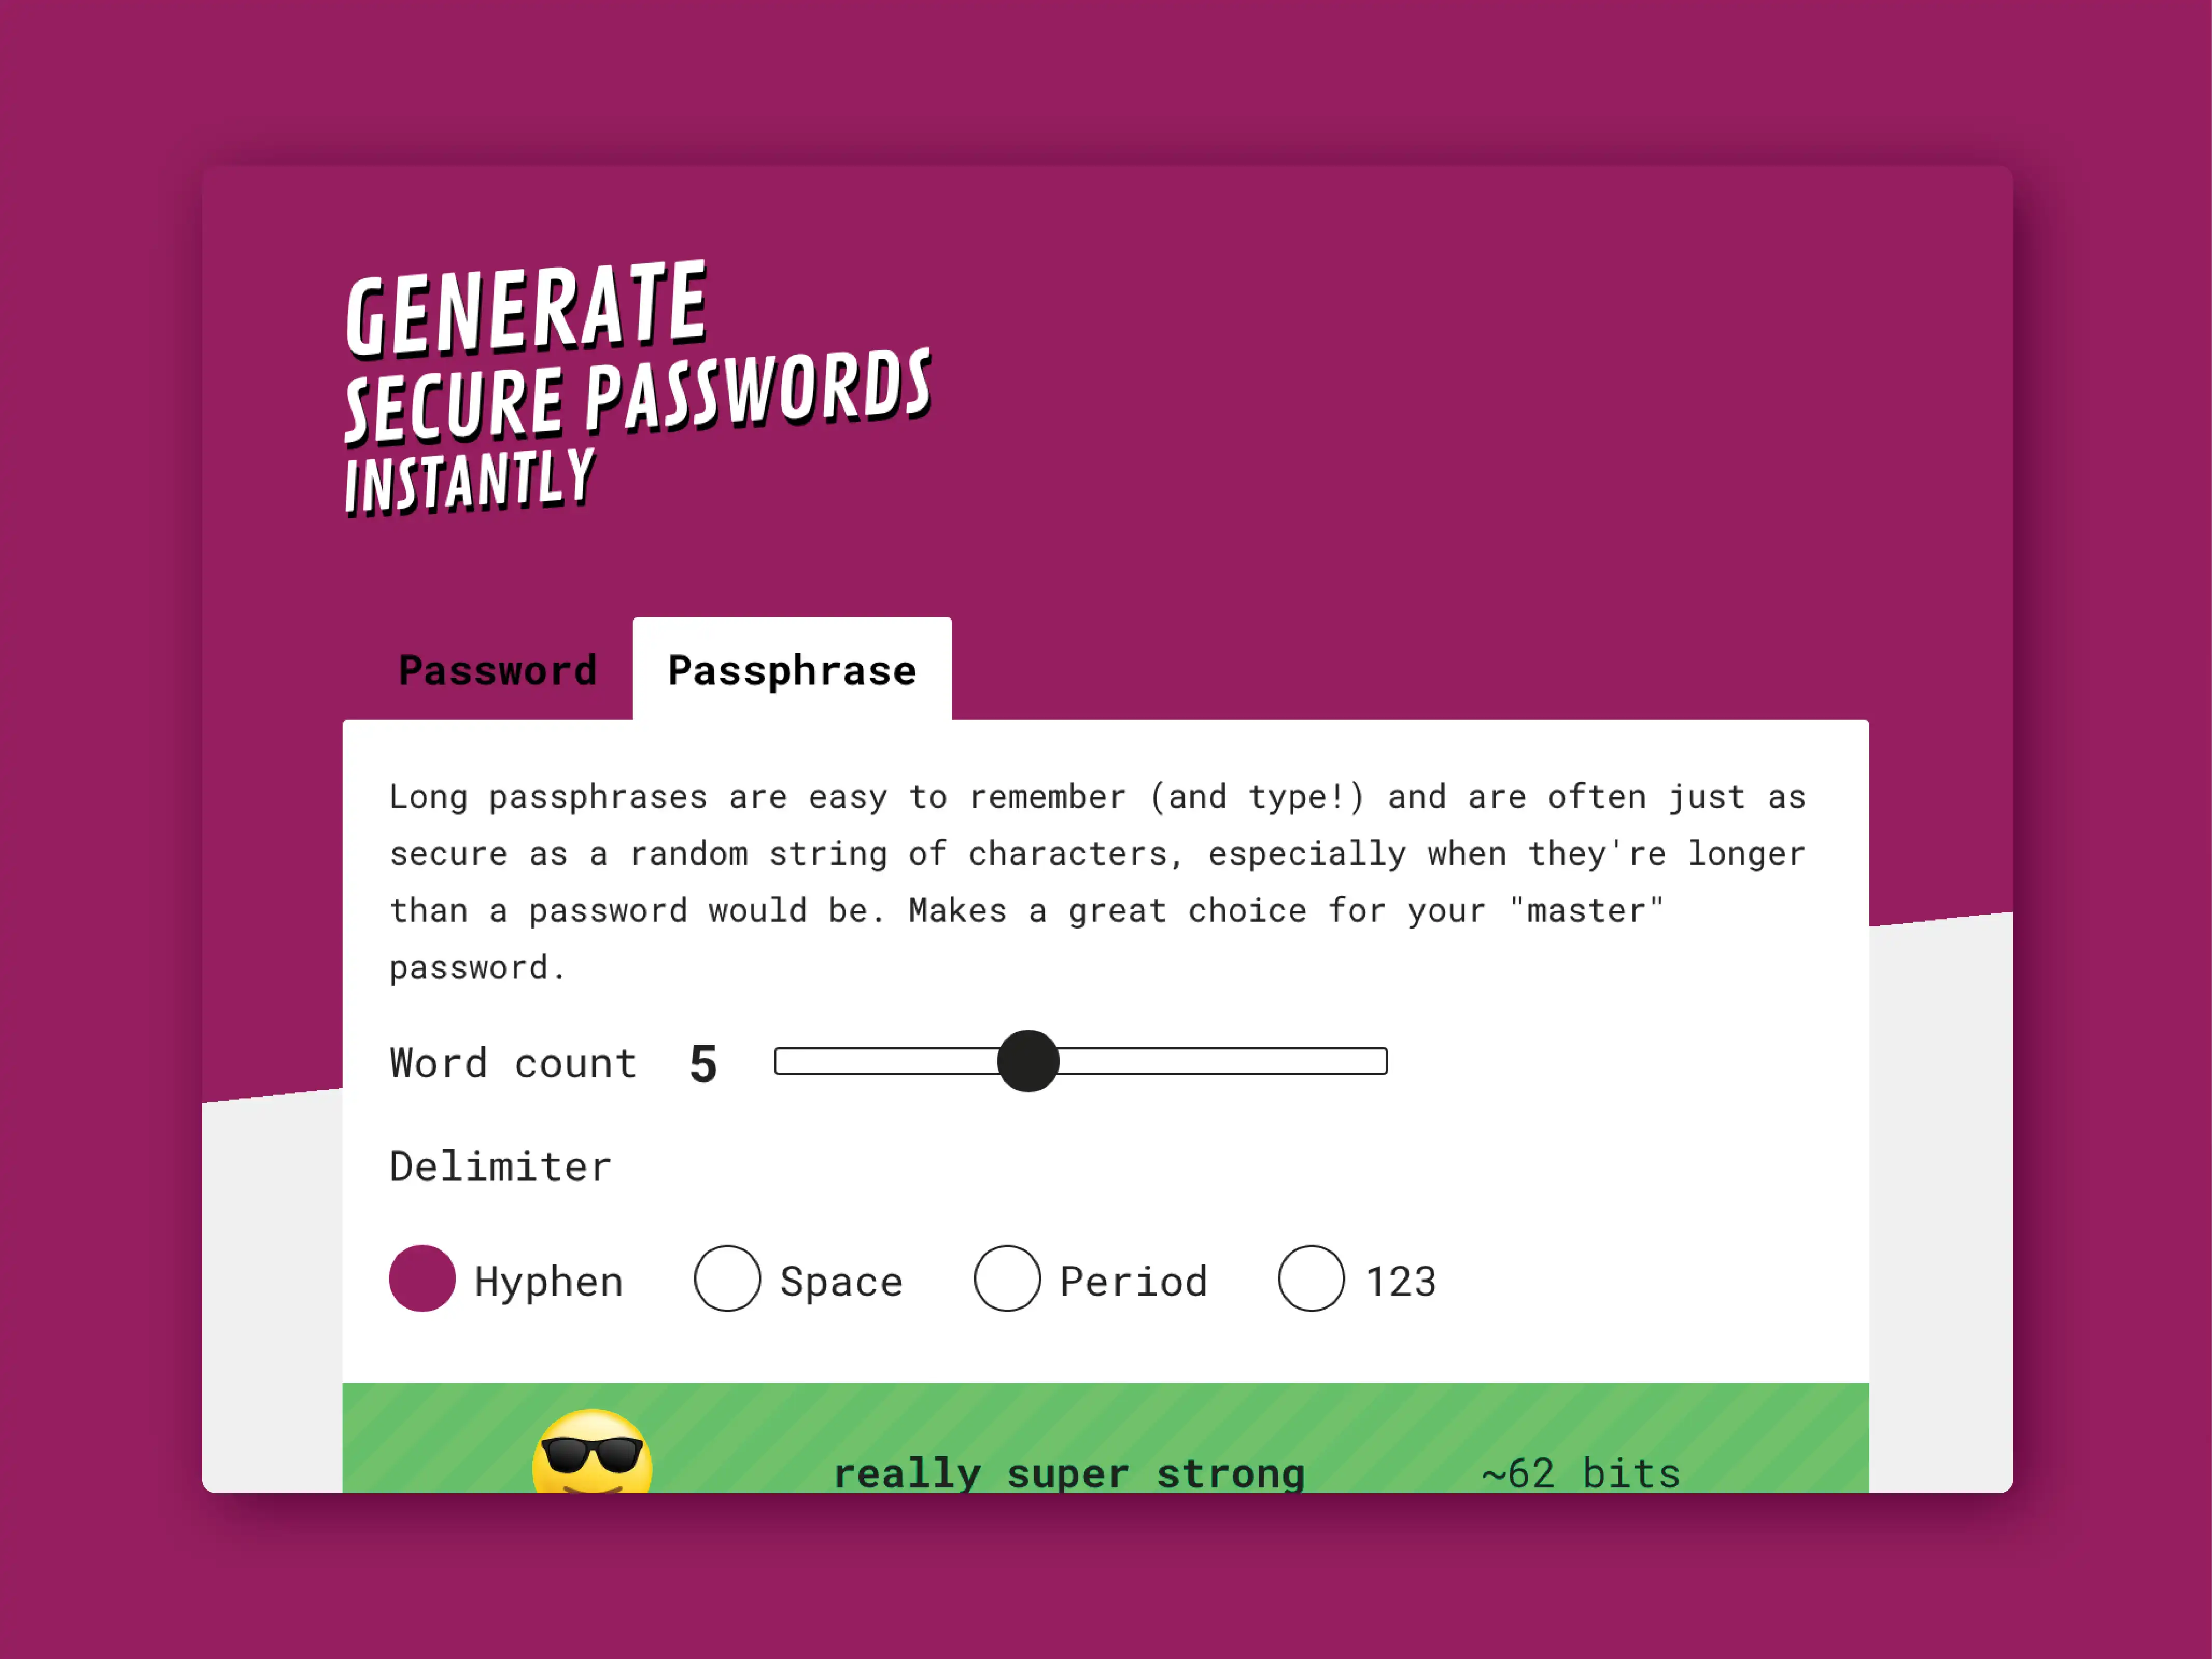 GENERATE
SECURE PASSWORDS
INSTANTLY
Password Passphrase
Long passphrases are easy to remember (and type!) and are often just as
secure as a random string of characters, especially when they're longer
than a password would be. Makes a great choice for your "master"
password.
Word count 5
Delimiter
Hyphen Space Period 123
really super strong ~62 bits